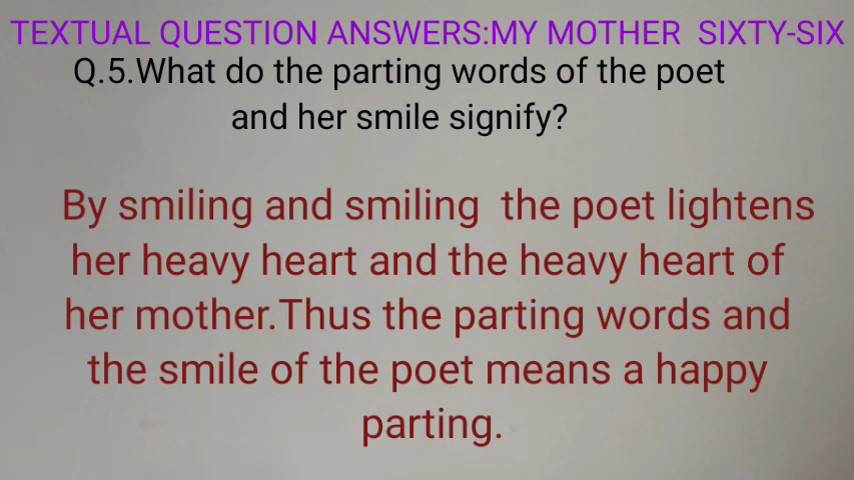 TEXTUAL QUESTION ANSWERS:MY MOTHER SIXTY-SIX
Q.5.What do the parting words of the poet
and her smile signify?
By smiling and smiling the poet lightens
her heavy heart and the heavy heart of
her mother.Thus the parting words and
the smile of the poet means a happy
parting.